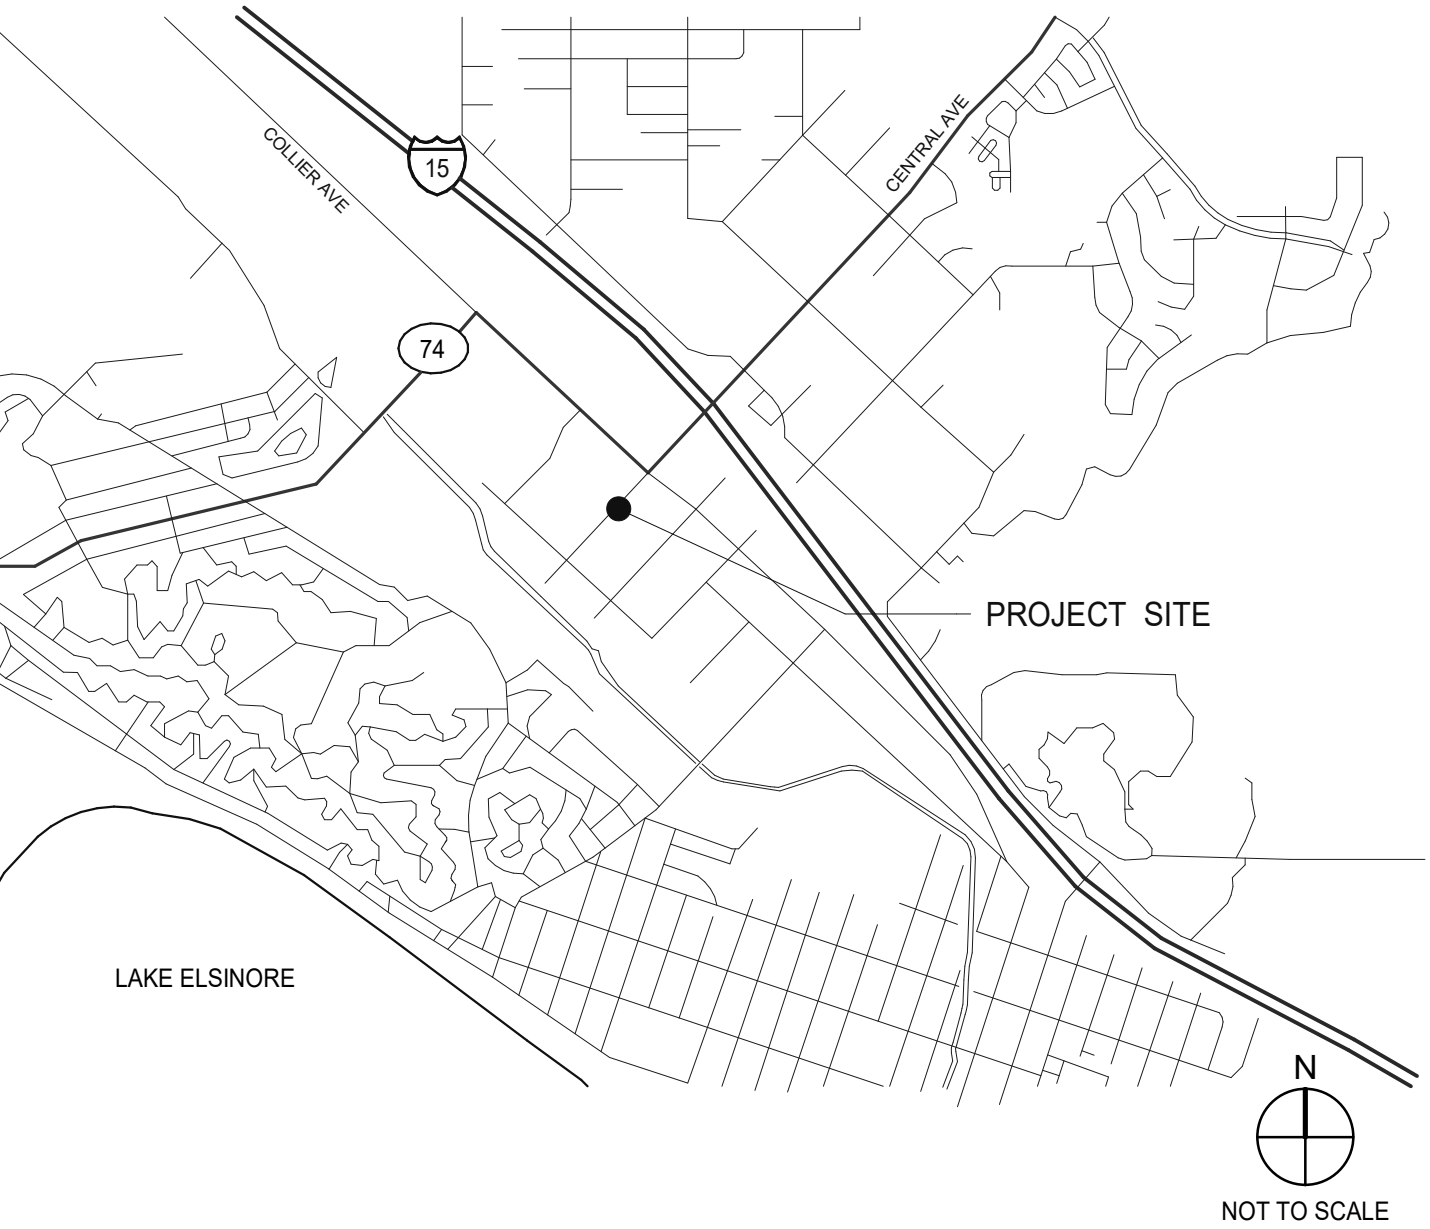 COLLIER AVE
15
CENTRAL AVE
74
PROJECT SITE
LAKE ELSINORE
N
NOT TO SCALE